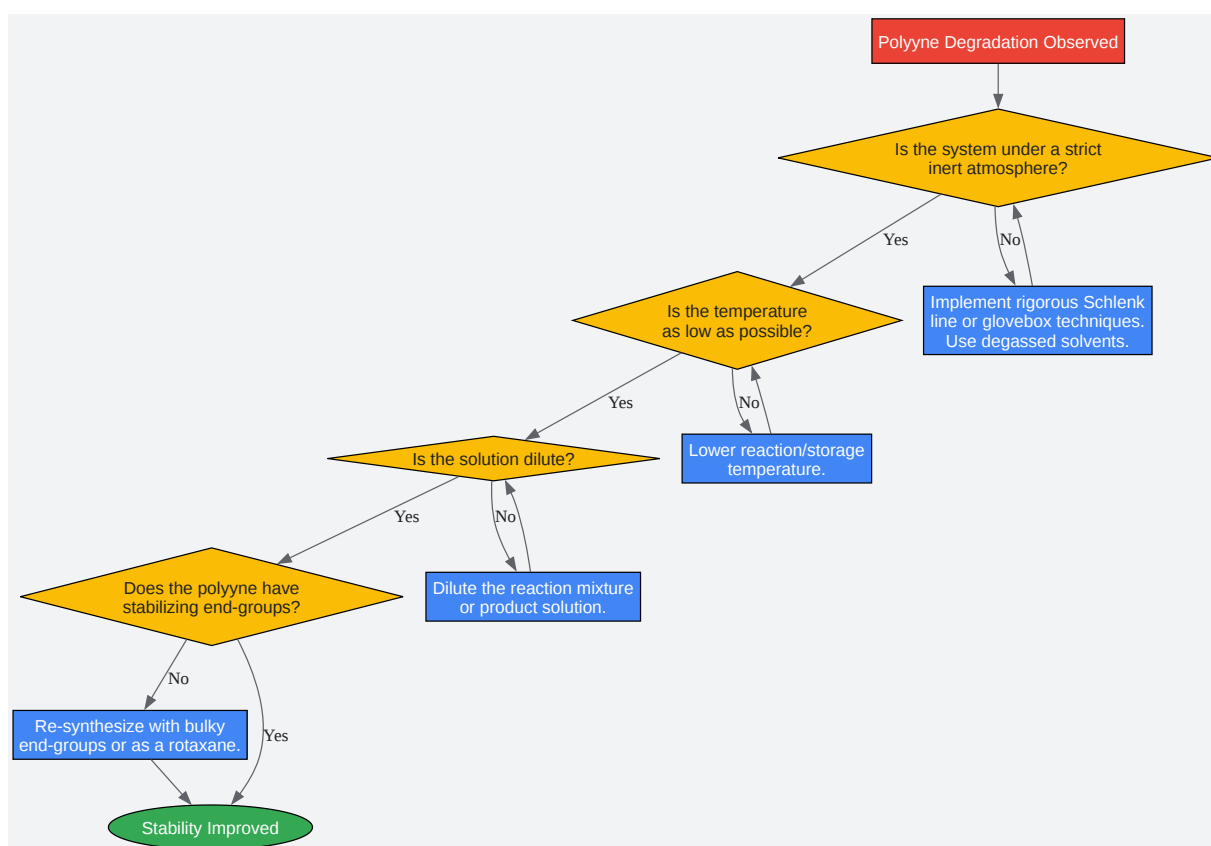 Polyyne Degradation Observed
Is the system under a strict
inert atmosphere?
Yes
No
Implement rigorous Schlenk
line or glovebox techniques.
Use degassed solvents.
Is the temperature
as low as possible?
Yes
No
Lower reaction/storage
temperature.
Is the solution dilute?
Yes
No
Dilute the reaction mixture
or product solution.
Does the polyyne have
stabilizing end-groups?
No
Yes
Re-synthesize with bulky
end-groups or as a rotaxane.
Stability Improved